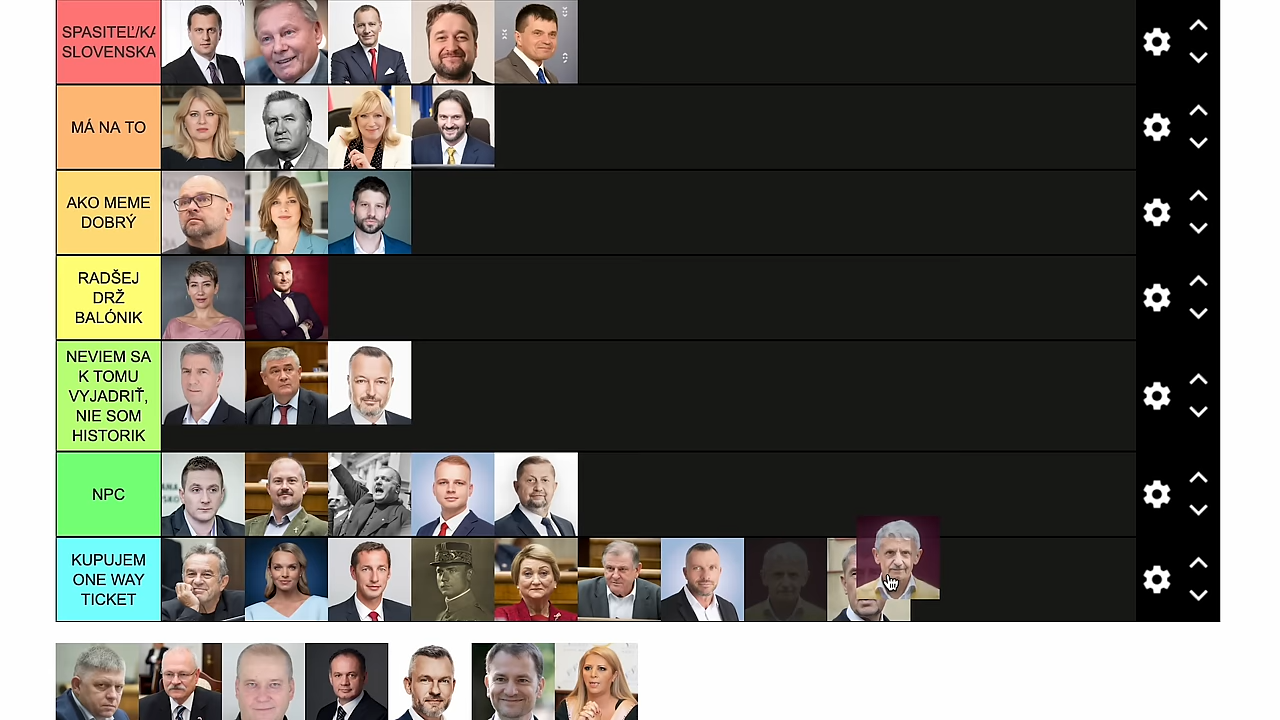 SPASITEĽ/KA
SLOVENSKA
MÁ NA TO
AKO MEME
DOBRÝ
RADŠEJ
DRŽ
BALÓNIK
NEVIEM SA
K TOMU
VYJADRIŤ,
NIE SOM
HISTORIK
NPC
KUPUJEM
ONE WAY
TICKET